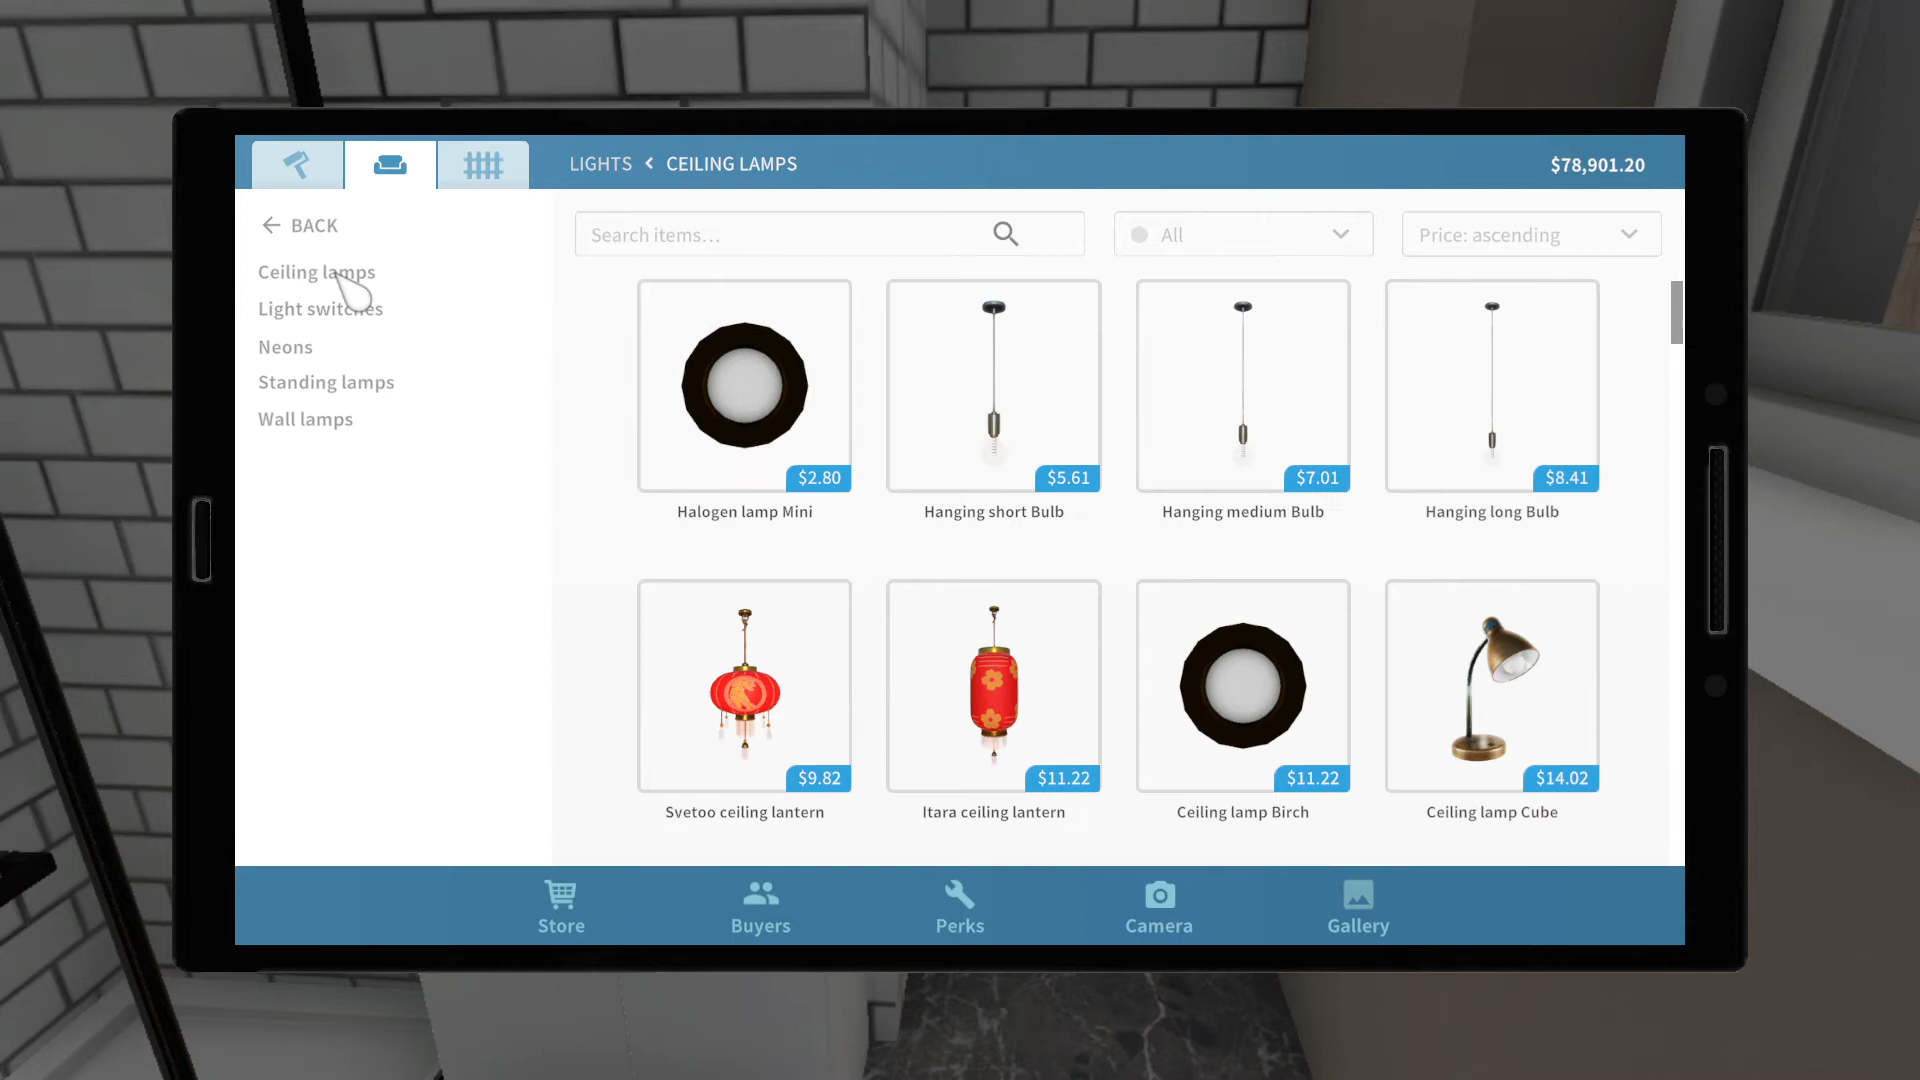 LIGHTS < CEILING LAMPS
$78,901.20
BACK
Ceiling lamps
Light switches
Neons
Standing lamps
Wall lamps
Search items...
All
Price: ascending
$2.80
$5.61
$7.01
$8.41
Halogen lamp Mini
Hanging short Bulb
Hanging medium Bulb
Hanging long Bulb
$9.82
$11.22
$11.22
$14.02
Svetoo ceiling lantern
Itara ceiling lantern
Ceiling lamp Birch
Ceiling lamp Cube
Store
Buyers
Perks
Camera
Gallery